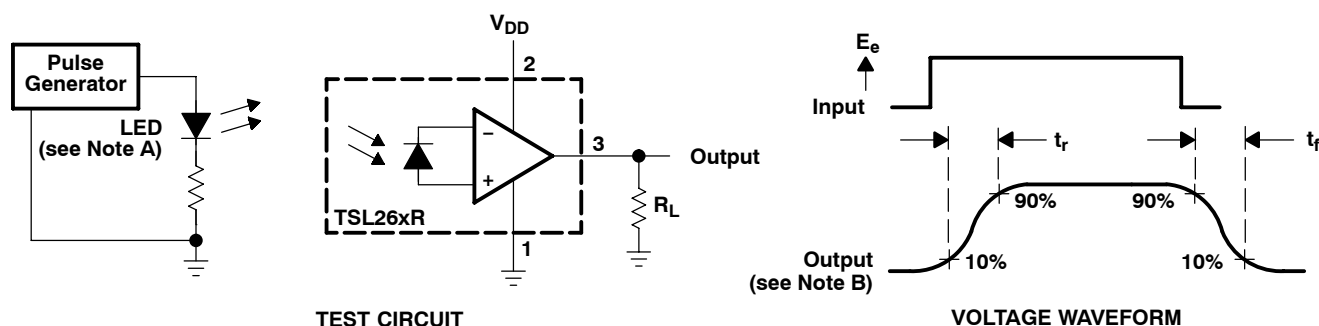 Pulse
Generator
LED
(see Note A)
V_DD
2
−
+
3
Output
R_L
TSL26xR
1
TEST CIRCUIT
E_e
Input
t_r
t_f
90%
90%
Output
(see Note B)
10%
10%
VOLTAGE WAVEFORM